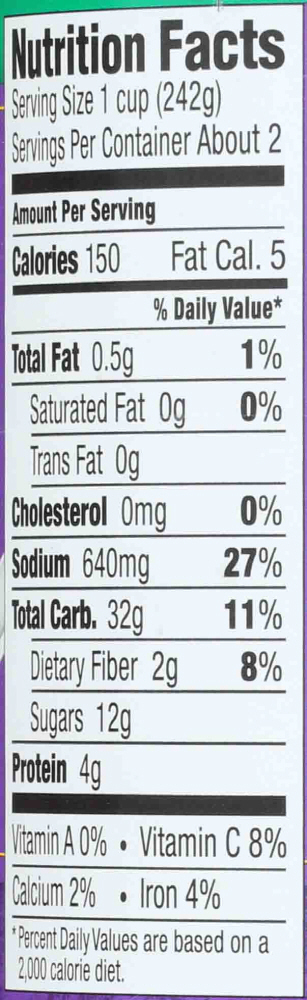 Nutrition Facts
Serving Size 1 cup (242g)
Servings Per Container About 2
Amount Per Serving
Calories 150 Fat Cal. 5
% Daily Value*
Total Fat 0.5g 1%
Saturated Fat 0g 0%
Trans Fat 0g
Cholesterol 0mg 0%
Sodium 640mg 27%
Total Carb. 32g 11%
Dietary Fiber 2g 8%
Sugars 12g
Protein 4g
Vitamin A 0% • Vitamin C 8%
Calcium 2% • Iron 4%
*Percent Daily Values are based on a
2,000 calorie diet.